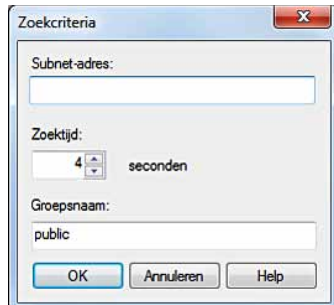 Zoekcriteria
Subnet-adres:
Zoektijd:
4 seconden
Groepsnaam:
public
OK Annuleren Help